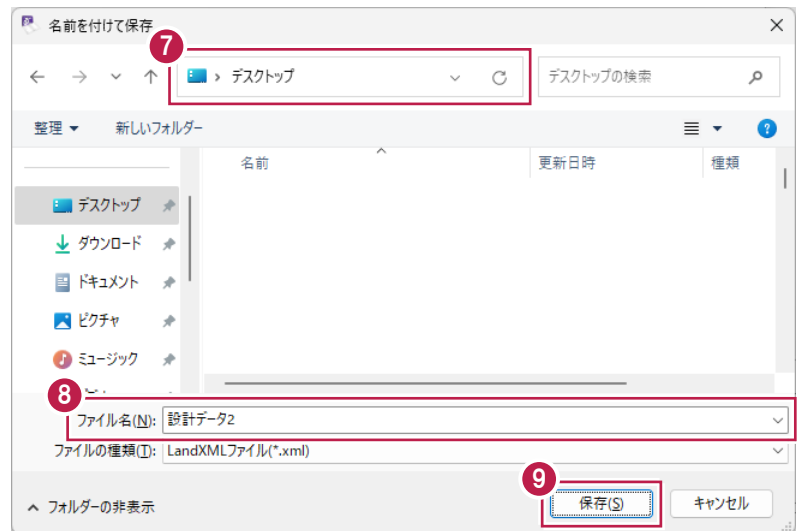 名前を付けて保存
7
デスクトップ
デスクトップの検索
整理
新しいフォルダー
名前
更新日時
種類
デスクトップ
ダウンロード
ドキュメント
ピクチャ
ミュージック
8
ファイル名(N): 設計データ2
ファイルの種類(T): LandXMLファイル(*.xml)
9
フォルダーの非表示
保存(S)
キャンセル